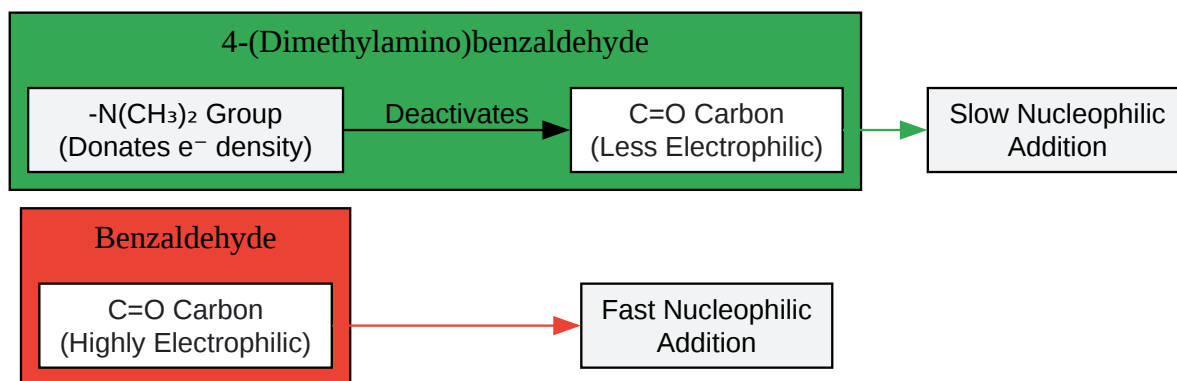 4-(Dimethylamino)benzaldehyde
-N(CH₃)₂ Group
(Donates e⁻ density)
Deactivates
C=O Carbon
(Less Electrophilic)
Slow Nucleophilic
Addition
Benzaldehyde
C=O Carbon
(Highly Electrophilic)
Fast Nucleophilic
Addition